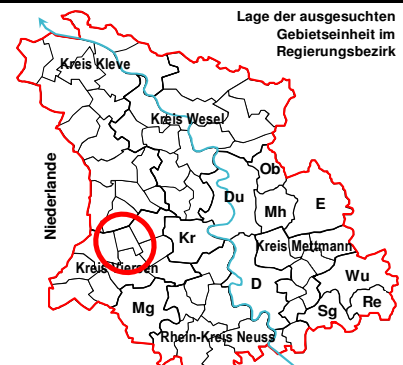 Lage der ausgesuchten
Gebietseinheit im
Regierungsbezirk
Kreis Kleve
Kreis Wesel
Niederlande
Ob
Du
Mh
E
Kr
Kreis Mettmann
Kreis Viersen
Wu
D
Mg
Sg
Re
Rhein-Kreis Neuss